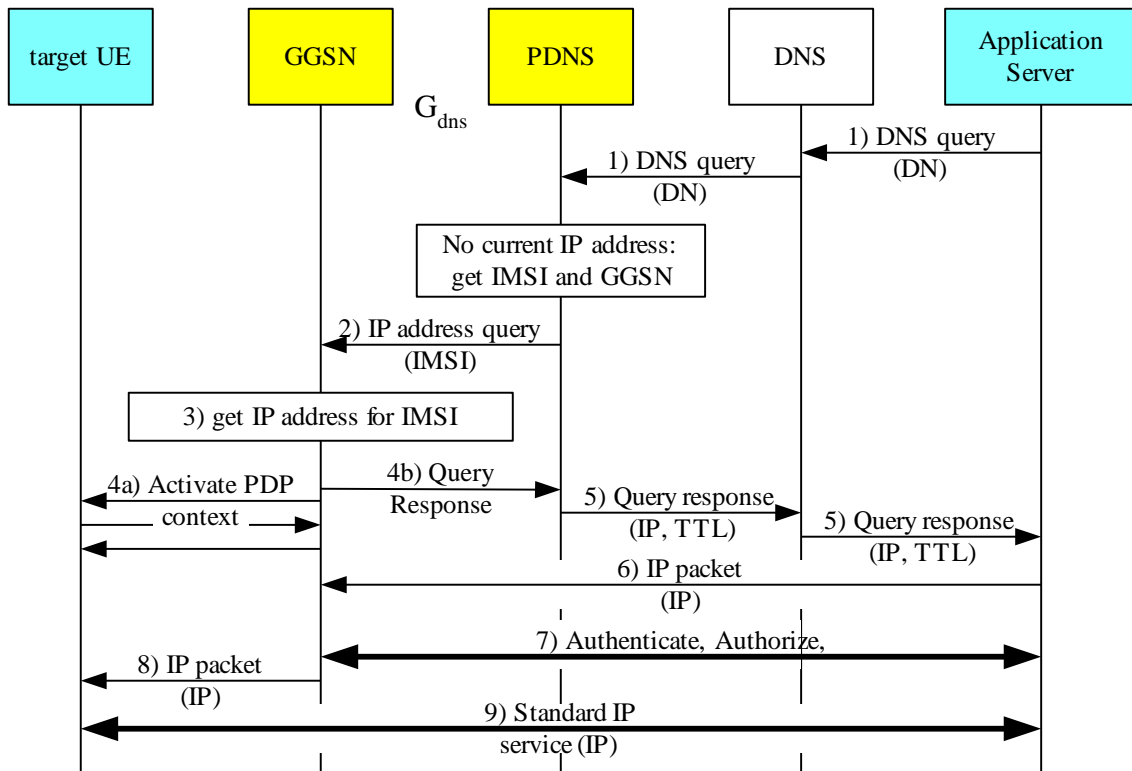 target UE
GGSN
PDNS
DNS
Application
Server
Gdns
1) DNS query
(DN)
1) DNS query
(DN)
No current IP address:
get IMSI and GGSN
2) IP address query
(IMSI)
3) get IP address for IMSI
4a) Activate PDP
context
4b) Query
Response
5) Query response
(IP, TTL)
5) Query response
(IP, TTL)
6) IP packet
(IP)
7) Authenticate, Authorize,
8) IP packet
(IP)
9) Standard IP
service (IP)